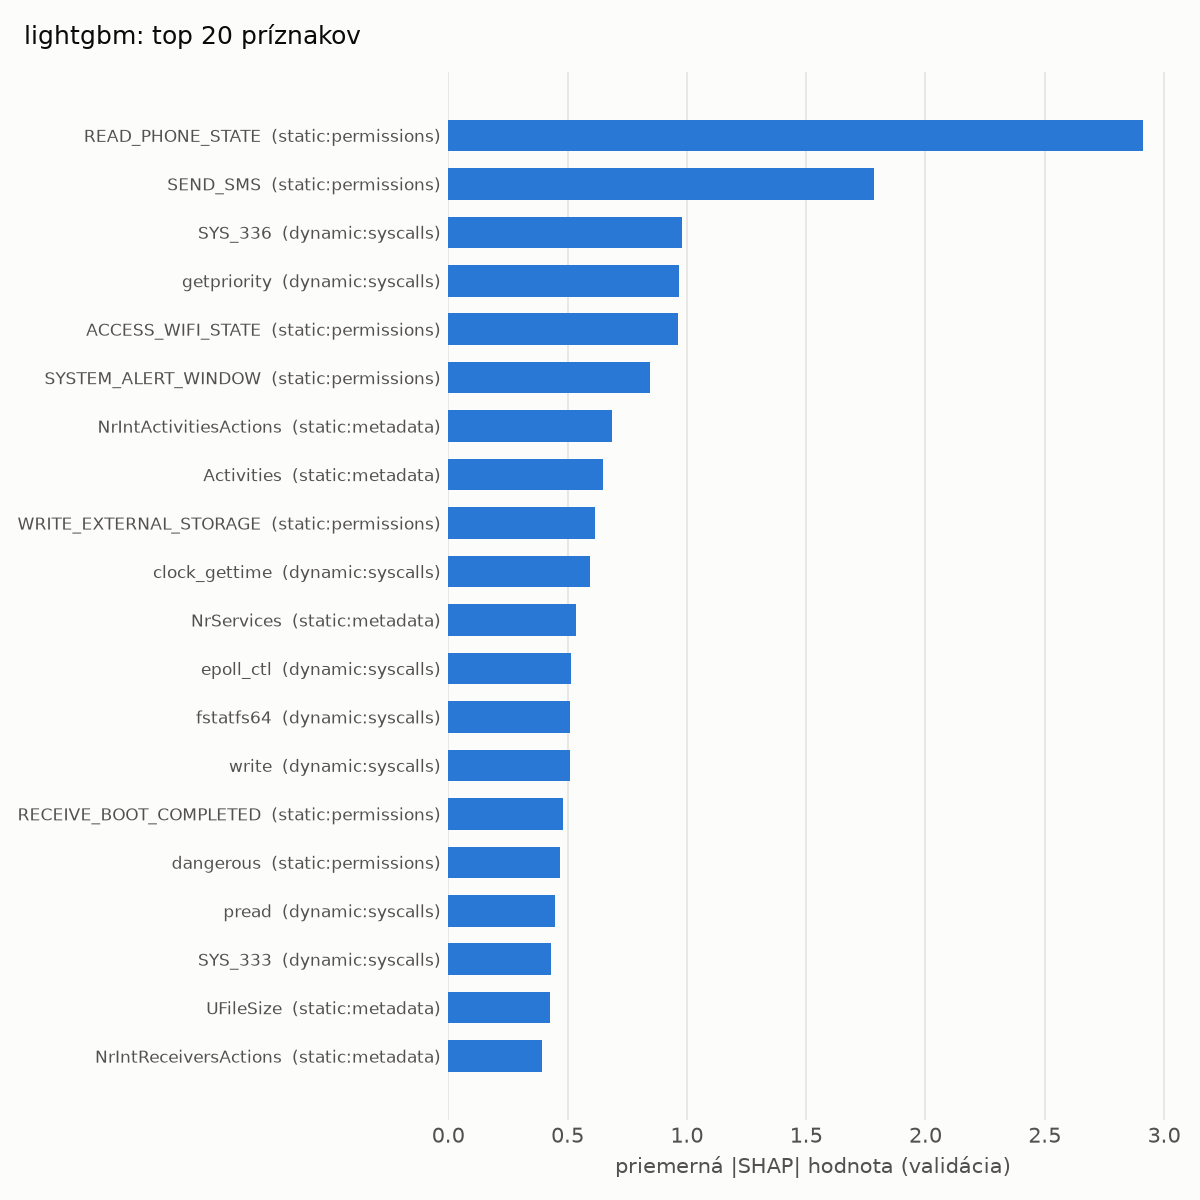 lightgbm: top 20 príznakov
READ_PHONE_STATE (static:permissions)
SEND_SMS (static:permissions)
SYS_336 (dynamic:syscalls)
getpriority (dynamic:syscalls)
ACCESS_WIFI_STATE (static:permissions)
SYSTEM_ALERT_WINDOW (static:permissions)
NrIntActivitiesActions (static:metadata)
Activities (static:metadata)
WRITE_EXTERNAL_STORAGE (static:permissions)
clock_gettime (dynamic:syscalls)
NrServices (static:metadata)
epoll_ctl (dynamic:syscalls)
fstatfs64 (dynamic:syscalls)
write (dynamic:syscalls)
RECEIVE_BOOT_COMPLETED (static:permissions)
dangerous (static:permissions)
pread (dynamic:syscalls)
SYS_333 (dynamic:syscalls)
UFileSize (static:metadata)
NrIntReceiversActions (static:metadata)
0.0 0.5 1.0 1.5 2.0 2.5 3.0
priemerná |SHAP| hodnota (validácia)